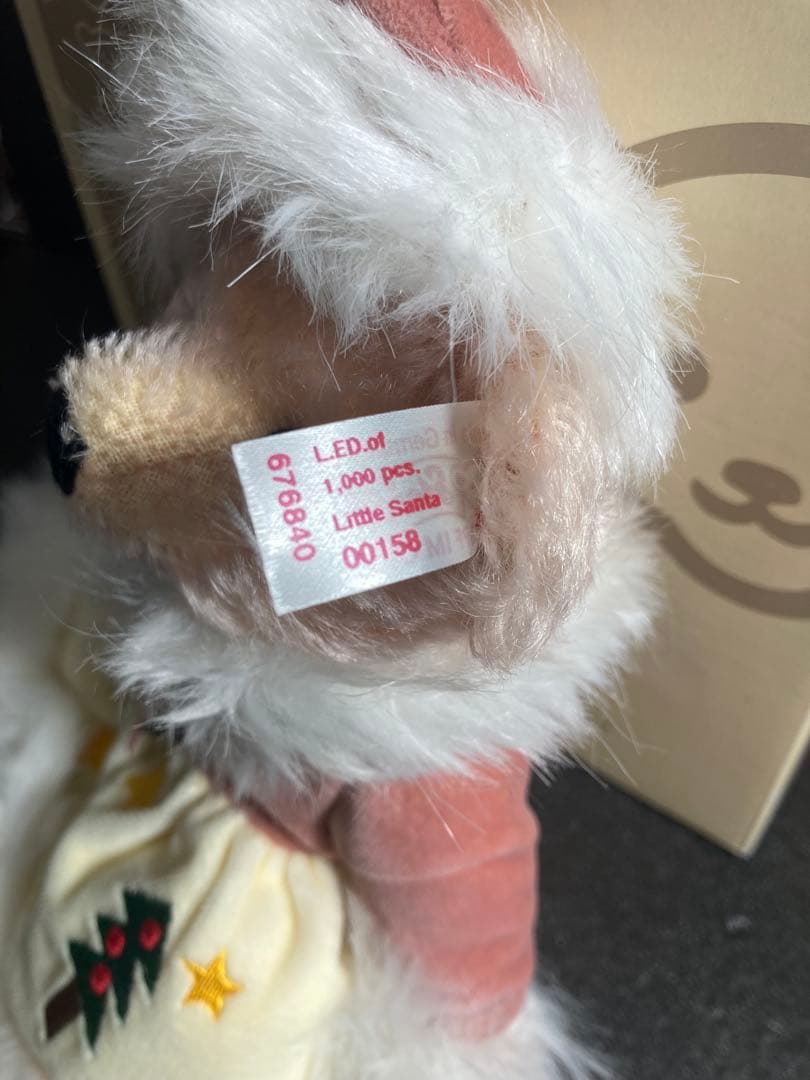 L.ED.of
1,000 pcs.
Little Santa
00158
676840